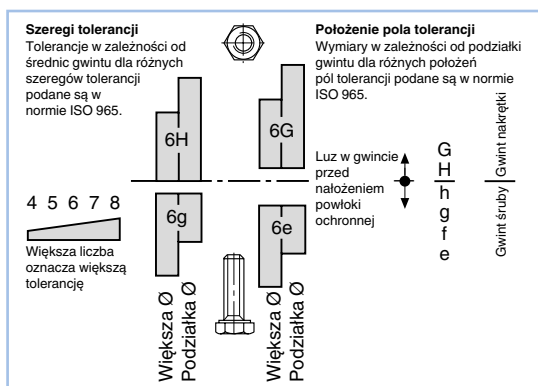 Szeregi tolerancji
Tolerancje w zależności od
średnic gwintu dla różnych
szeregów tolerancji
podane są w
normie ISO 965.
Położenie pola tolerancji
Wymiary w zależności od podziałki
gwintu dla różnych położeń
pól tolerancji podane są w normie
ISO 965.
6H
6G
Luz w gwincie
przed
nałożeniem
powłoki
ochronnej
G
H
h
g
f
e
Gwint nakrętki
Gwint śruby
4 5 6 7 8
6g
6e
Większa liczba
oznacza większą
tolerancję
Większa Ø
Podziałka Ø
Większa Ø
Podziałka Ø